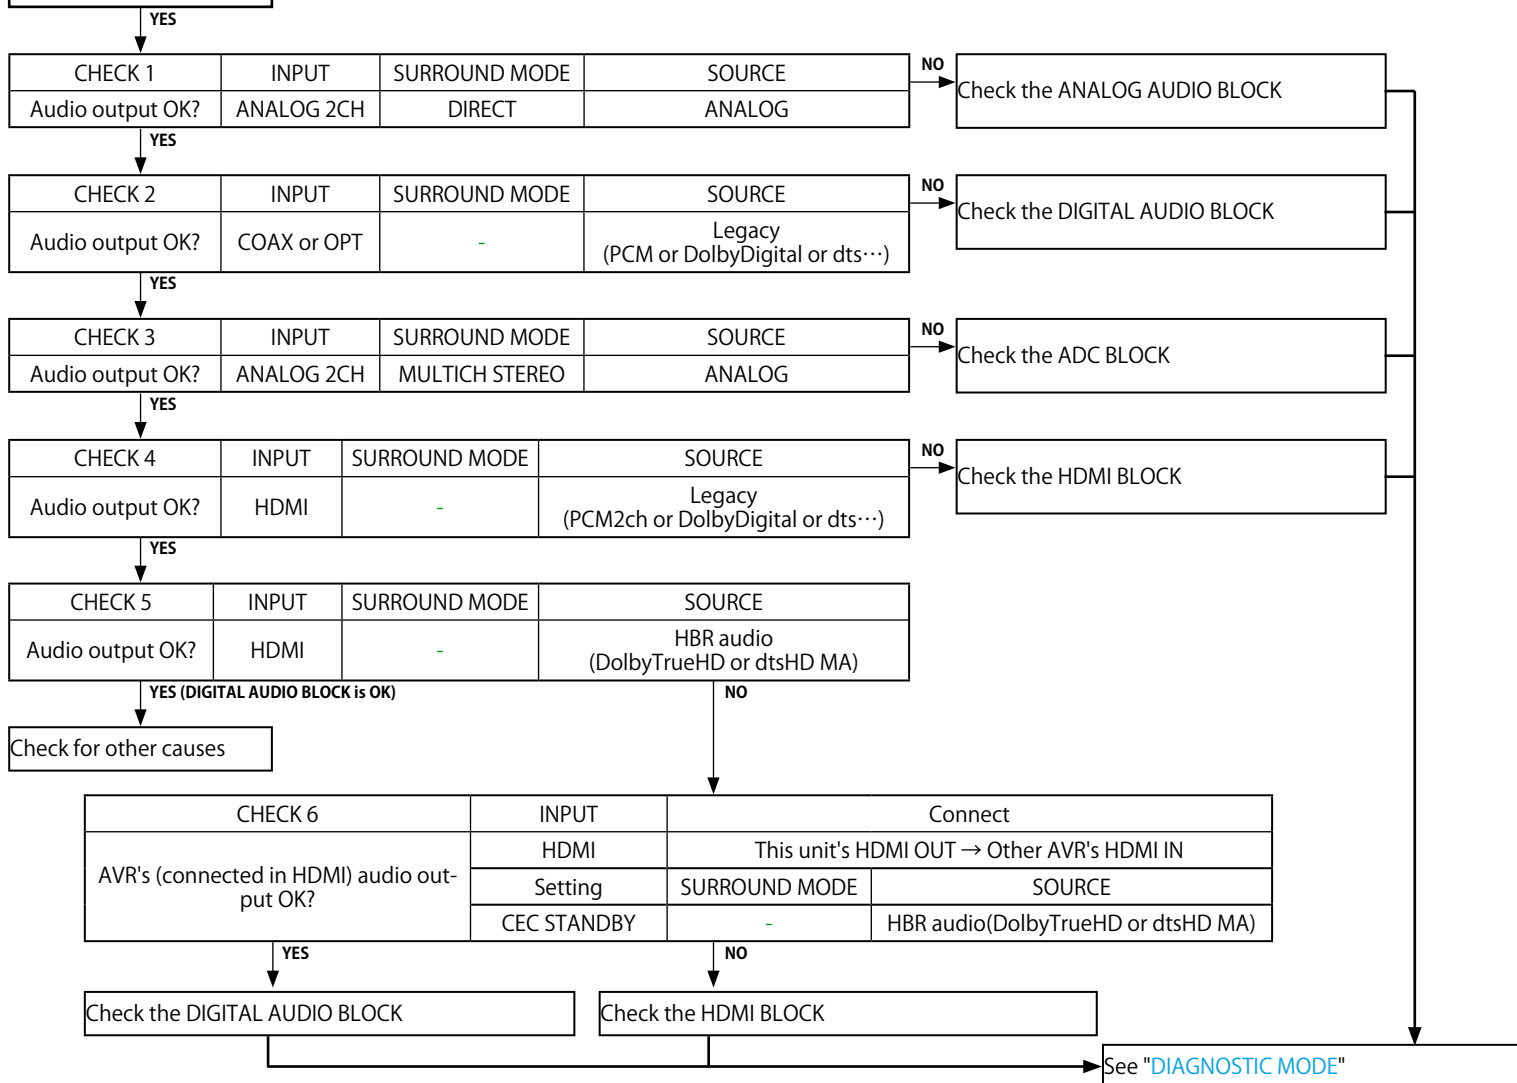 YES
CHECK 1 INPUT SURROUND MODE SOURCE
Audio output OK? ANALOG 2CH DIRECT ANALOG
NO
Check the ANALOG AUDIO BLOCK
YES
CHECK 2 INPUT SURROUND MODE SOURCE
Audio output OK? COAX or OPT - Legacy
(PCM or DolbyDigital or dts⋯)
NO
Check the DIGITAL AUDIO BLOCK
YES
CHECK 3 INPUT SURROUND MODE SOURCE
Audio output OK? ANALOG 2CH MULTICH STEREO ANALOG
NO
Check the ADC BLOCK
YES
CHECK 4 INPUT SURROUND MODE SOURCE
Audio output OK? HDMI - Legacy
(PCM2ch or DolbyDigital or dts⋯)
NO
Check the HDMI BLOCK
YES
CHECK 5 INPUT SURROUND MODE SOURCE
Audio output OK? HDMI - HBR audio
(DolbyTrueHD or dtsHD MA)
YES (DIGITAL AUDIO BLOCK is OK)
NO
Check for other causes
CHECK 6 INPUT Connect
AVR's (connected in HDMI) audio out-
put OK?
HDMI This unit's HDMI OUT → Other AVR's HDMI IN
Setting SURROUND MODE SOURCE
CEC STANDBY - HBR audio(DolbyTrueHD or dtsHD MA)
YES
NO
Check the DIGITAL AUDIO BLOCK
Check the HDMI BLOCK
See "DIAGNOSTIC MODE"